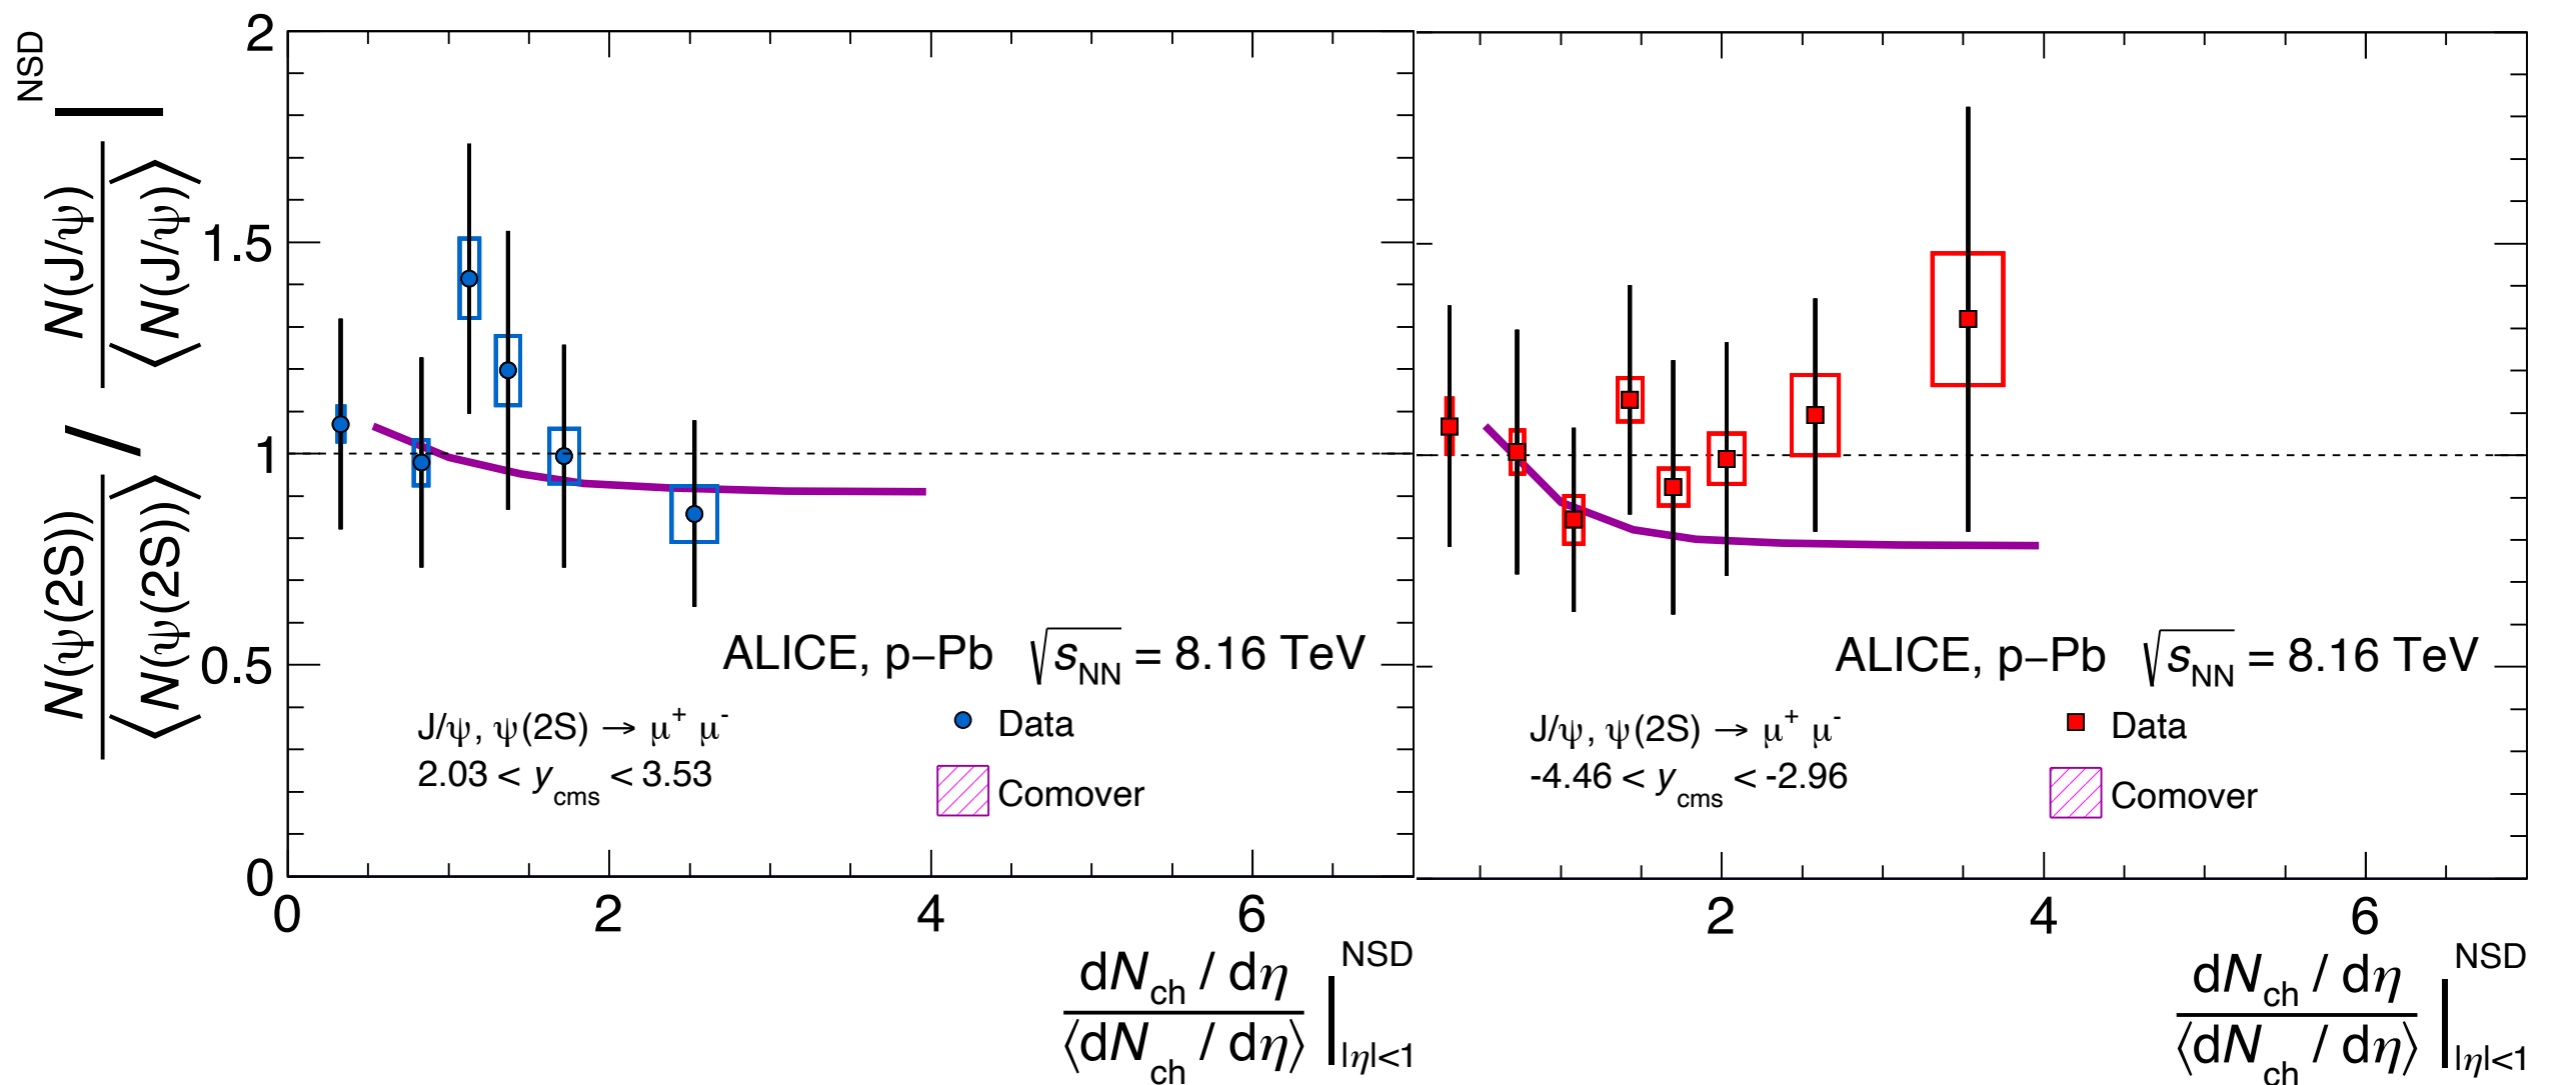 N(ψ(2S)) / ⟨N(ψ(2S))⟩ / N(J/ψ) / ⟨N(J/ψ)⟩ | NSD
2
1.5
1
0.5
0
ALICE, p−Pb √sNN = 8.16 TeV
J/ψ, ψ(2S) → μ+ μ-
2.03 < ycms < 3.53
Data
Comover
0 2 4 6
dNch / dη
⟨dNch / dη⟩
NSD
|η|<1
ALICE, p−Pb √sNN = 8.16 TeV
J/ψ, ψ(2S) → μ+ μ-
-4.46 < ycms < -2.96
Data
Comover
2 4 6
dNch / dη
⟨dNch / dη⟩
NSD
|η|<1